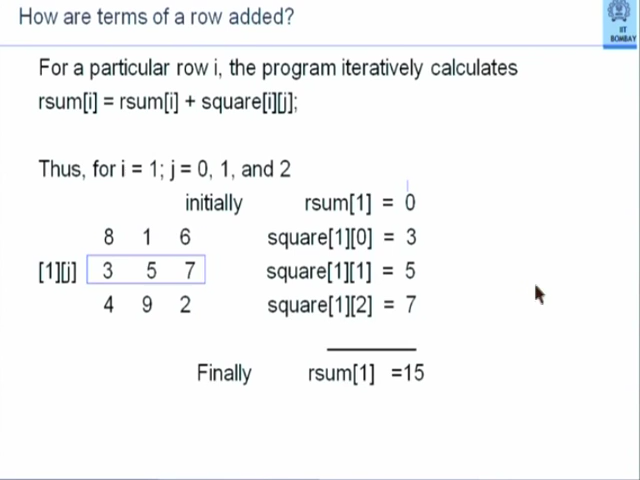 How are terms of a row added?
IIT
BOMBAY
For a particular row i, the program iteratively calculates
rsum[i] = rsum[i] + square[i][j];
Thus, for i = 1; j = 0, 1, and 2
initially rsum[1] = 0
8 1 6 square[1][0] = 3
[1][j] 3 5 7 square[1][1] = 5
4 9 2 square[1][2] = 7
Finally rsum[1] =15